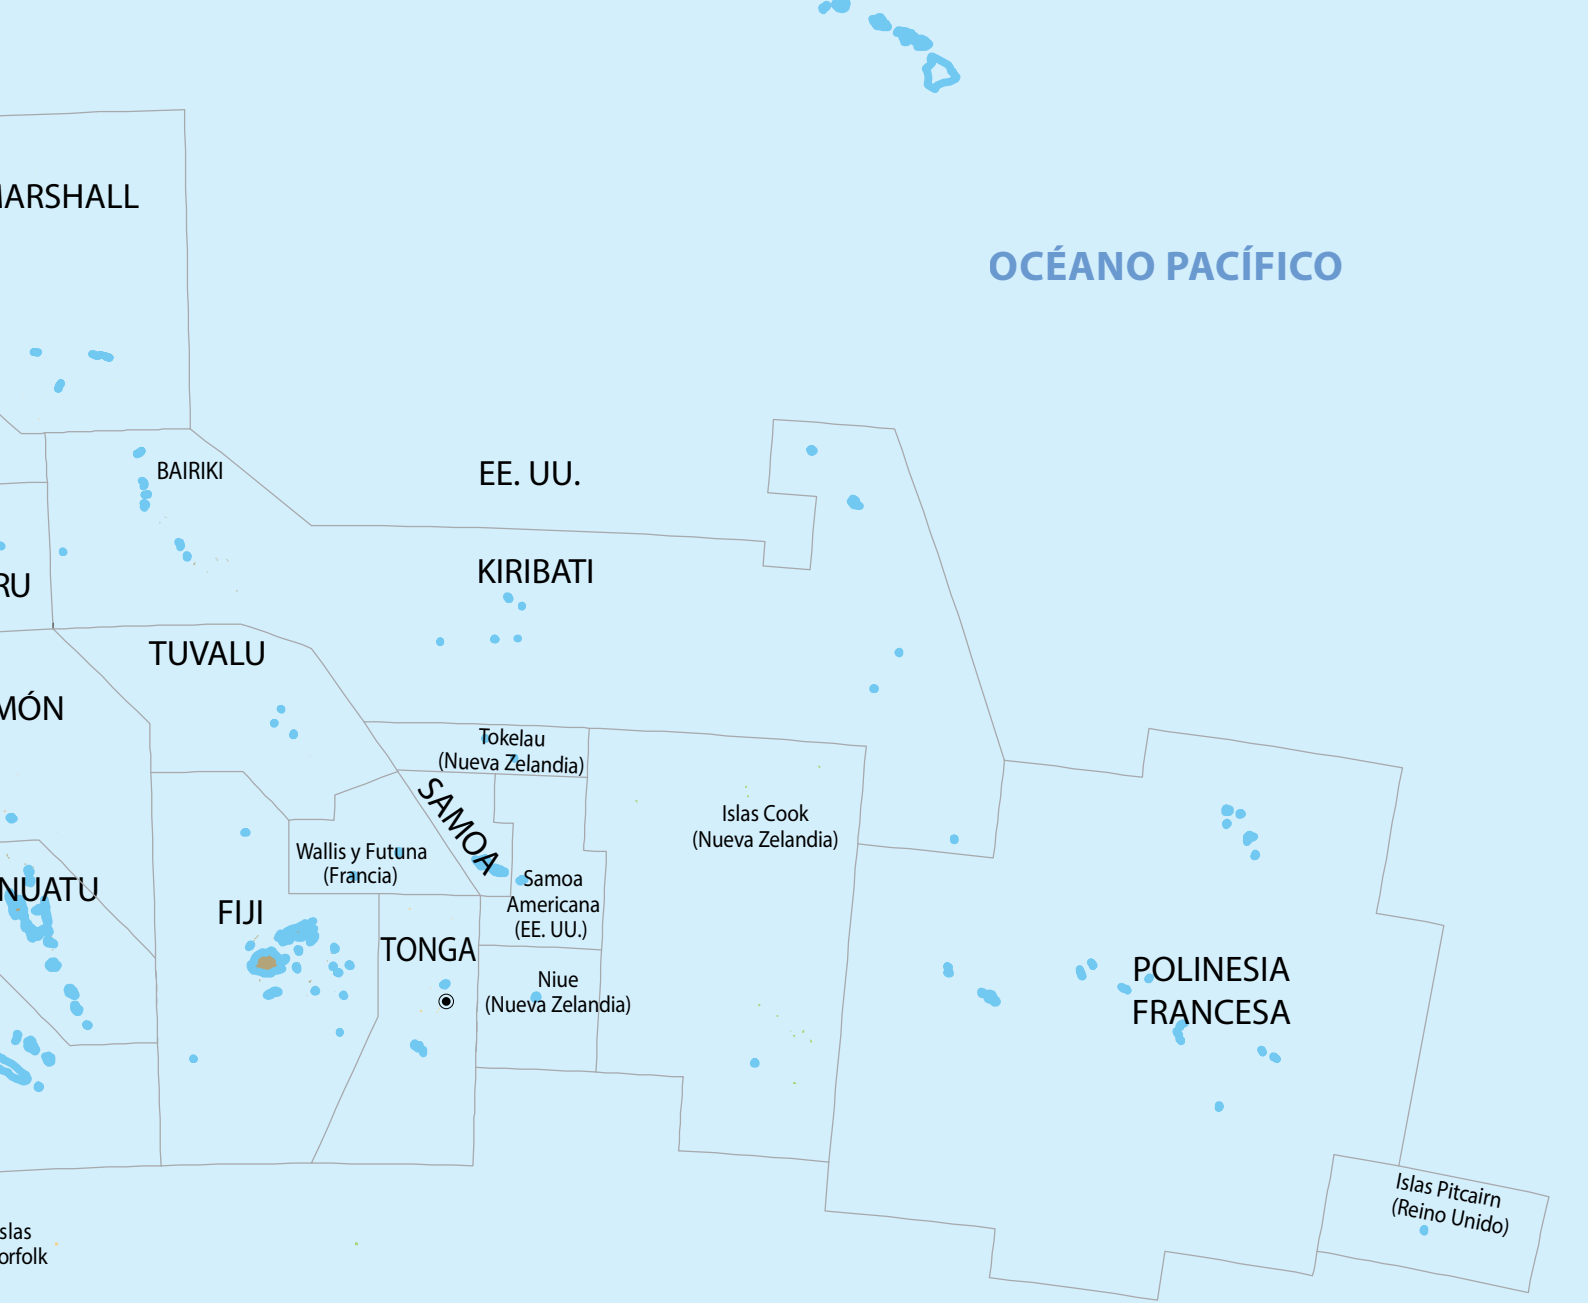 OCÉANO PACÍFICO
MARSHALL
BAIRIKI
EE. UU.
KIRIBATI
RU
TUVALU
MÓN
Tokelau
(Nueva Zelandia)
SAMOA
Islas Cook
(Nueva Zelandia)
Wallis y Futuna
(Francia)
NUATU
Samoa
Americana
(EE. UU.)
FIJI
TONGA
Niue
(Nueva Zelandia)
POLINESIA
FRANCESA
Islas Pitcairn
(Reino Unido)
slas
orfolk